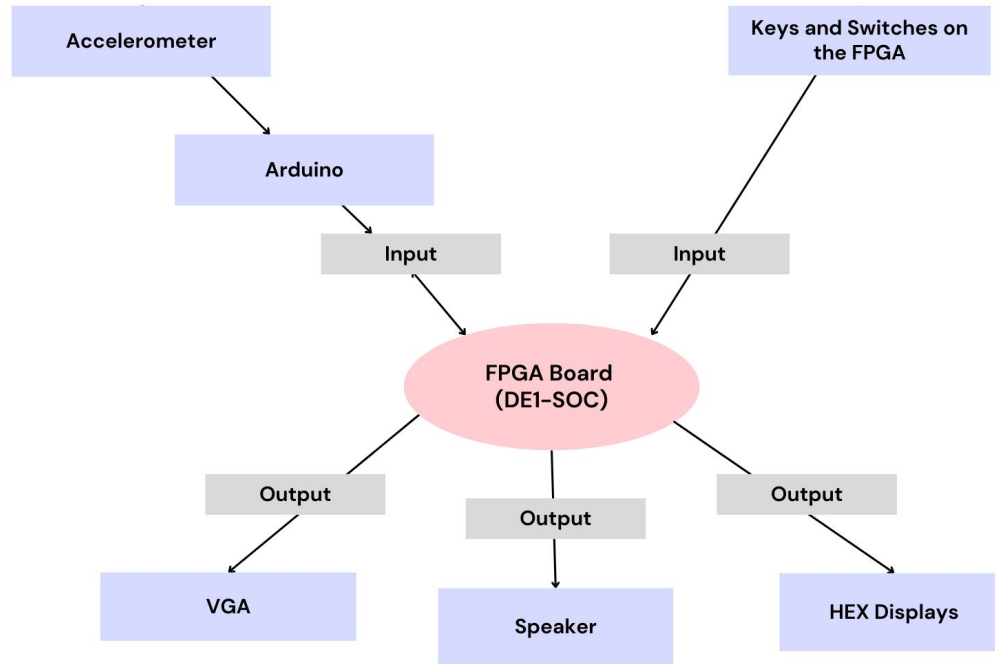 Accelerometer
Keys and Switches on
the FPGA
Arduino
Input
Input
FPGA Board
(DE1-SOC)
Output
Output
Output
VGA
Speaker
HEX Displays